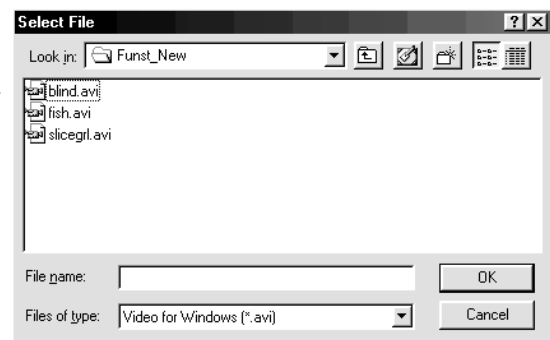 Select File
Look in: Funst_New
blind.avi
fish.avi
slicegrl.avi
File name: OK
Files of type: Video for Windows (*.avi) Cancel